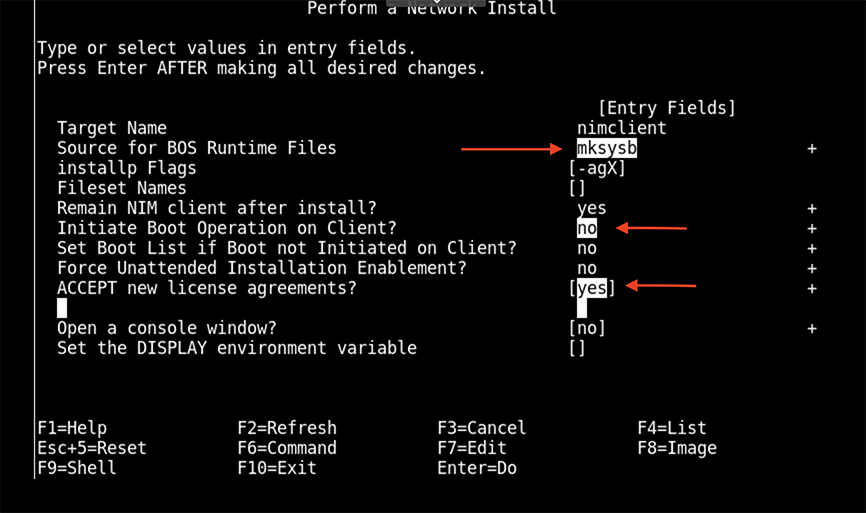 Perform a Network Install
Type or select values in entry fields.
Press Enter AFTER making all desired changes.
[Entry Fields]
Target Name nimclient
Source for BOS Runtime Files mksysb +
installp Flags [-agX]
Fileset Names []
Remain NIM client after install? yes +
Initiate Boot Operation on Client? no +
Set Boot List if Boot not Initiated on Client? no +
Force Unattended Installation Enablement? no +
ACCEPT new license agreements? [yes] +
Open a console window? [no] +
Set the DISPLAY environment variable []
F1=Help F2=Refresh F3=Cancel F4=List
Esc+5=Reset F6=Command F7=Edit F8=Image
F9=Shell F10=Exit Enter=Do